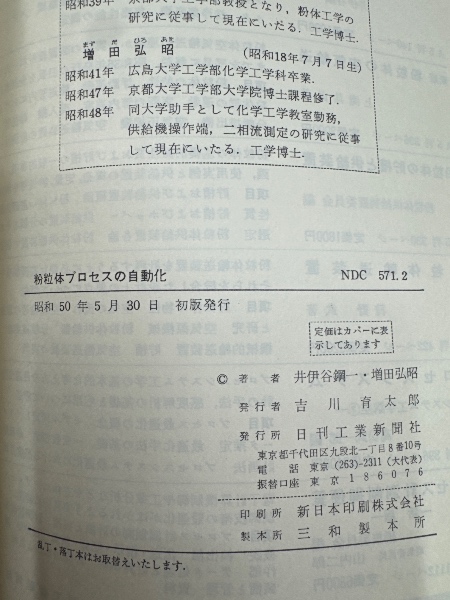 昭和39年 京都大学工学部教授となり，粉体工学の
研究に従事して現在にいたる．工学博士．
ます だ ひろ あき
増田弘昭 (昭和18年7月7日生)
昭和41年 広島大学工学部化学工学科卒業．
昭和47年 京都大学工学部大学院博士課程修了．
昭和48年 同大学助手として化学工学教室勤務，
供給機操作端，二相流測定の研究に従事
して現在にいたる．工学博士．
粉粒体プロセスの自動化 NDC 571.2
昭和50年5月30日 初版発行
定価はカバーに表
示してあります
© 著者 井伊谷鋼一・増田弘昭
発行者 吉川育太郎
発行所 日刊工業新聞社
東京都千代田区九段北一丁目8番10号
電話 東京(263)-2311(大代表)
振替口座 東京 186076
印刷所 新日本印刷株式会社
製本所 三和製本所
乱丁・落丁本はお取替えいたします．